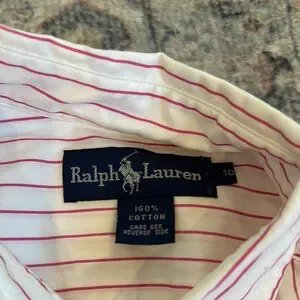 Ralph Lauren
10
100%
COTTON
CARE SEE
REVERSE SIDE